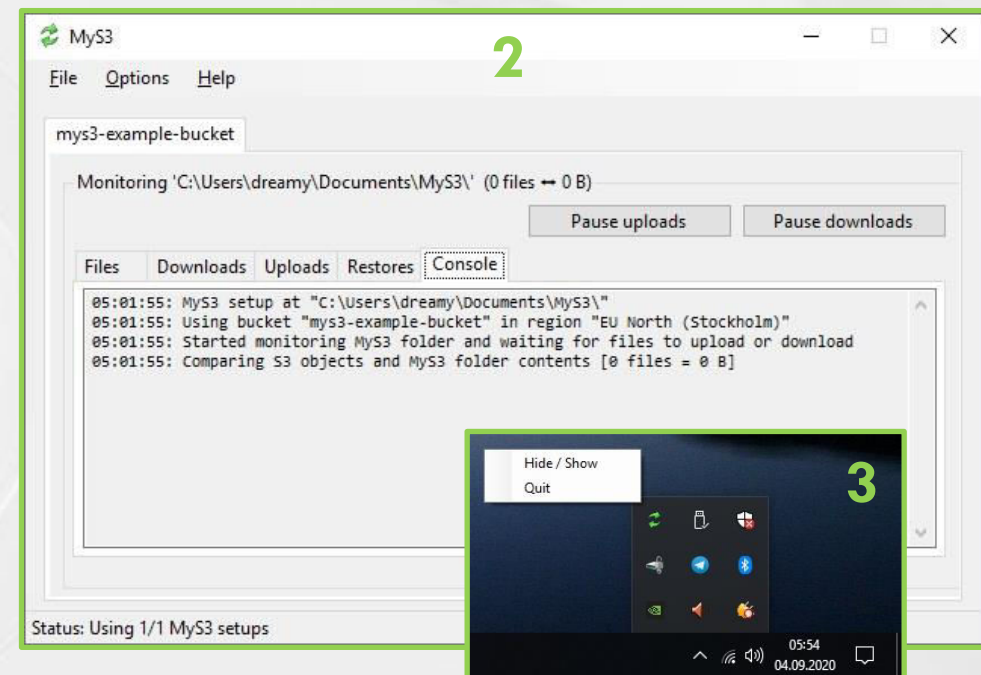 MyS3
2
File Options Help
mys3-example-bucket
Monitoring 'C:\Users\dreamy\Documents\MyS3\' (0 files ↔ 0 B)
Pause uploads Pause downloads
Files Downloads Uploads Restores Console
05:01:55: MyS3 setup at "C:\Users\dreamy\Documents\MyS3\"
05:01:55: Using bucket "mys3-example-bucket" in region "EU North (Stockholm)"
05:01:55: Started monitoring MyS3 folder and waiting for files to upload or download
05:01:55: Comparing S3 objects and MyS3 folder contents [0 files = 0 B]
Hide / Show
Quit
3
Status: Using 1/1 MyS3 setups
05:54
04.09.2020